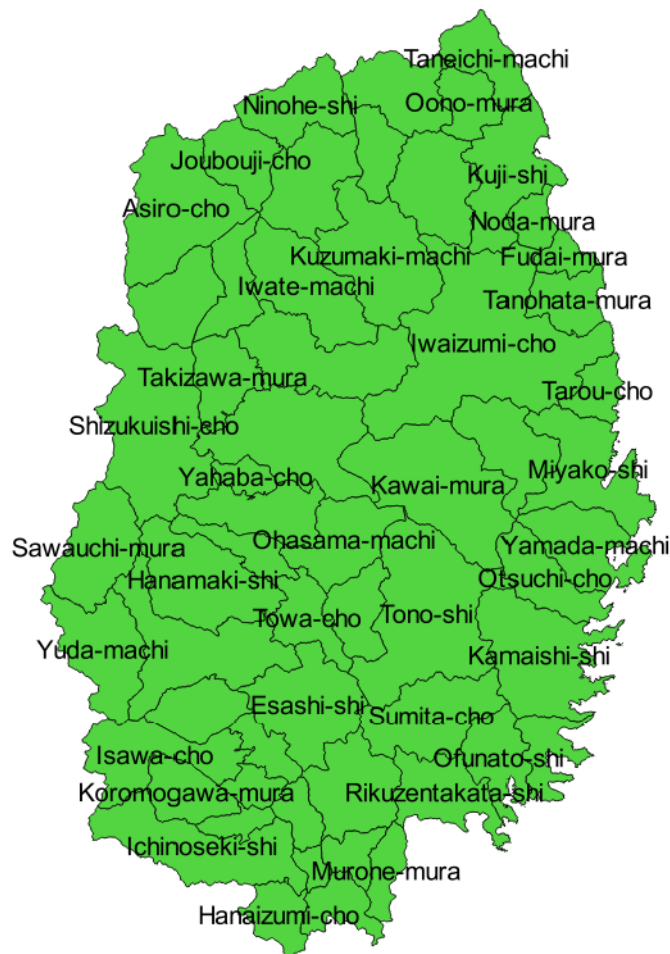 Taneichi-machi
Ninohe-shi
Oono-mura
Joubouji-cho
Kuji-shi
Asiro-cho
Noda-mura
Kuzumaki-machi
Fudai-mura
Iwate-machi
Tanohata-mura
Iwaizumi-cho
Takizawa-mura
Tarou-cho
Shizukuishi-cho
Yahaba-cho
Kawai-mura
Miyako-shi
Sawauchi-mura
Ohasama-machi
Yamada-machi
Hanamaki-shi
Otsuchi-cho
Towa-cho
Tono-shi
Yuda-machi
Kamaishi-shi
Esashi-shi
Sumita-cho
Isawa-cho
Ofunato-shi
Koromogawa-mura
Rikuzentakata-shi
Ichinoseki-shi
Murone-mura
Hanaizumi-cho